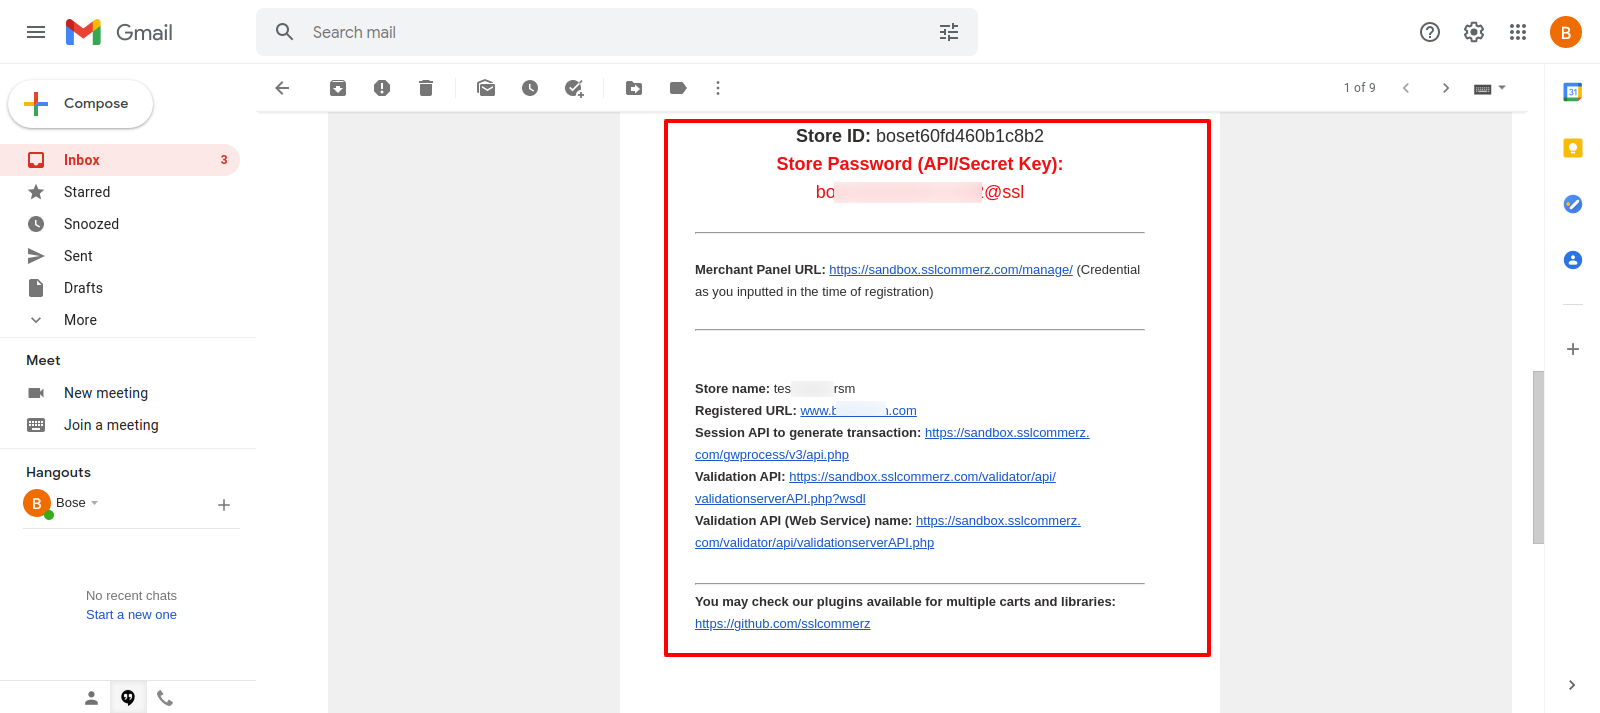 Gmail
Search mail
B
Compose
1 of 9
31
Inbox 3
Starred
Snoozed
Sent
Drafts
More
Meet
New meeting
Join a meeting
Hangouts
B Bose
No recent chats
Start a new one
Store ID: boset60fd460b1c8b2
Store Password (API/Secret Key):
bo @ssl
Merchant Panel URL: https://sandbox.sslcommerz.com/manage/ (Credential
as you inputted in the time of registration)
Store name: tes rsm
Registered URL: www. .com
Session API to generate transaction: https://sandbox.sslcommerz.
com/gwprocess/v3/api.php
Validation API: https://sandbox.sslcommerz.com/validator/api/
validationserverAPI.php?wsdl
Validation API (Web Service) name: https://sandbox.sslcommerz.
com/validator/api/validationserverAPI.php
You may check our plugins available for multiple carts and libraries:
https://github.com/sslcommerz